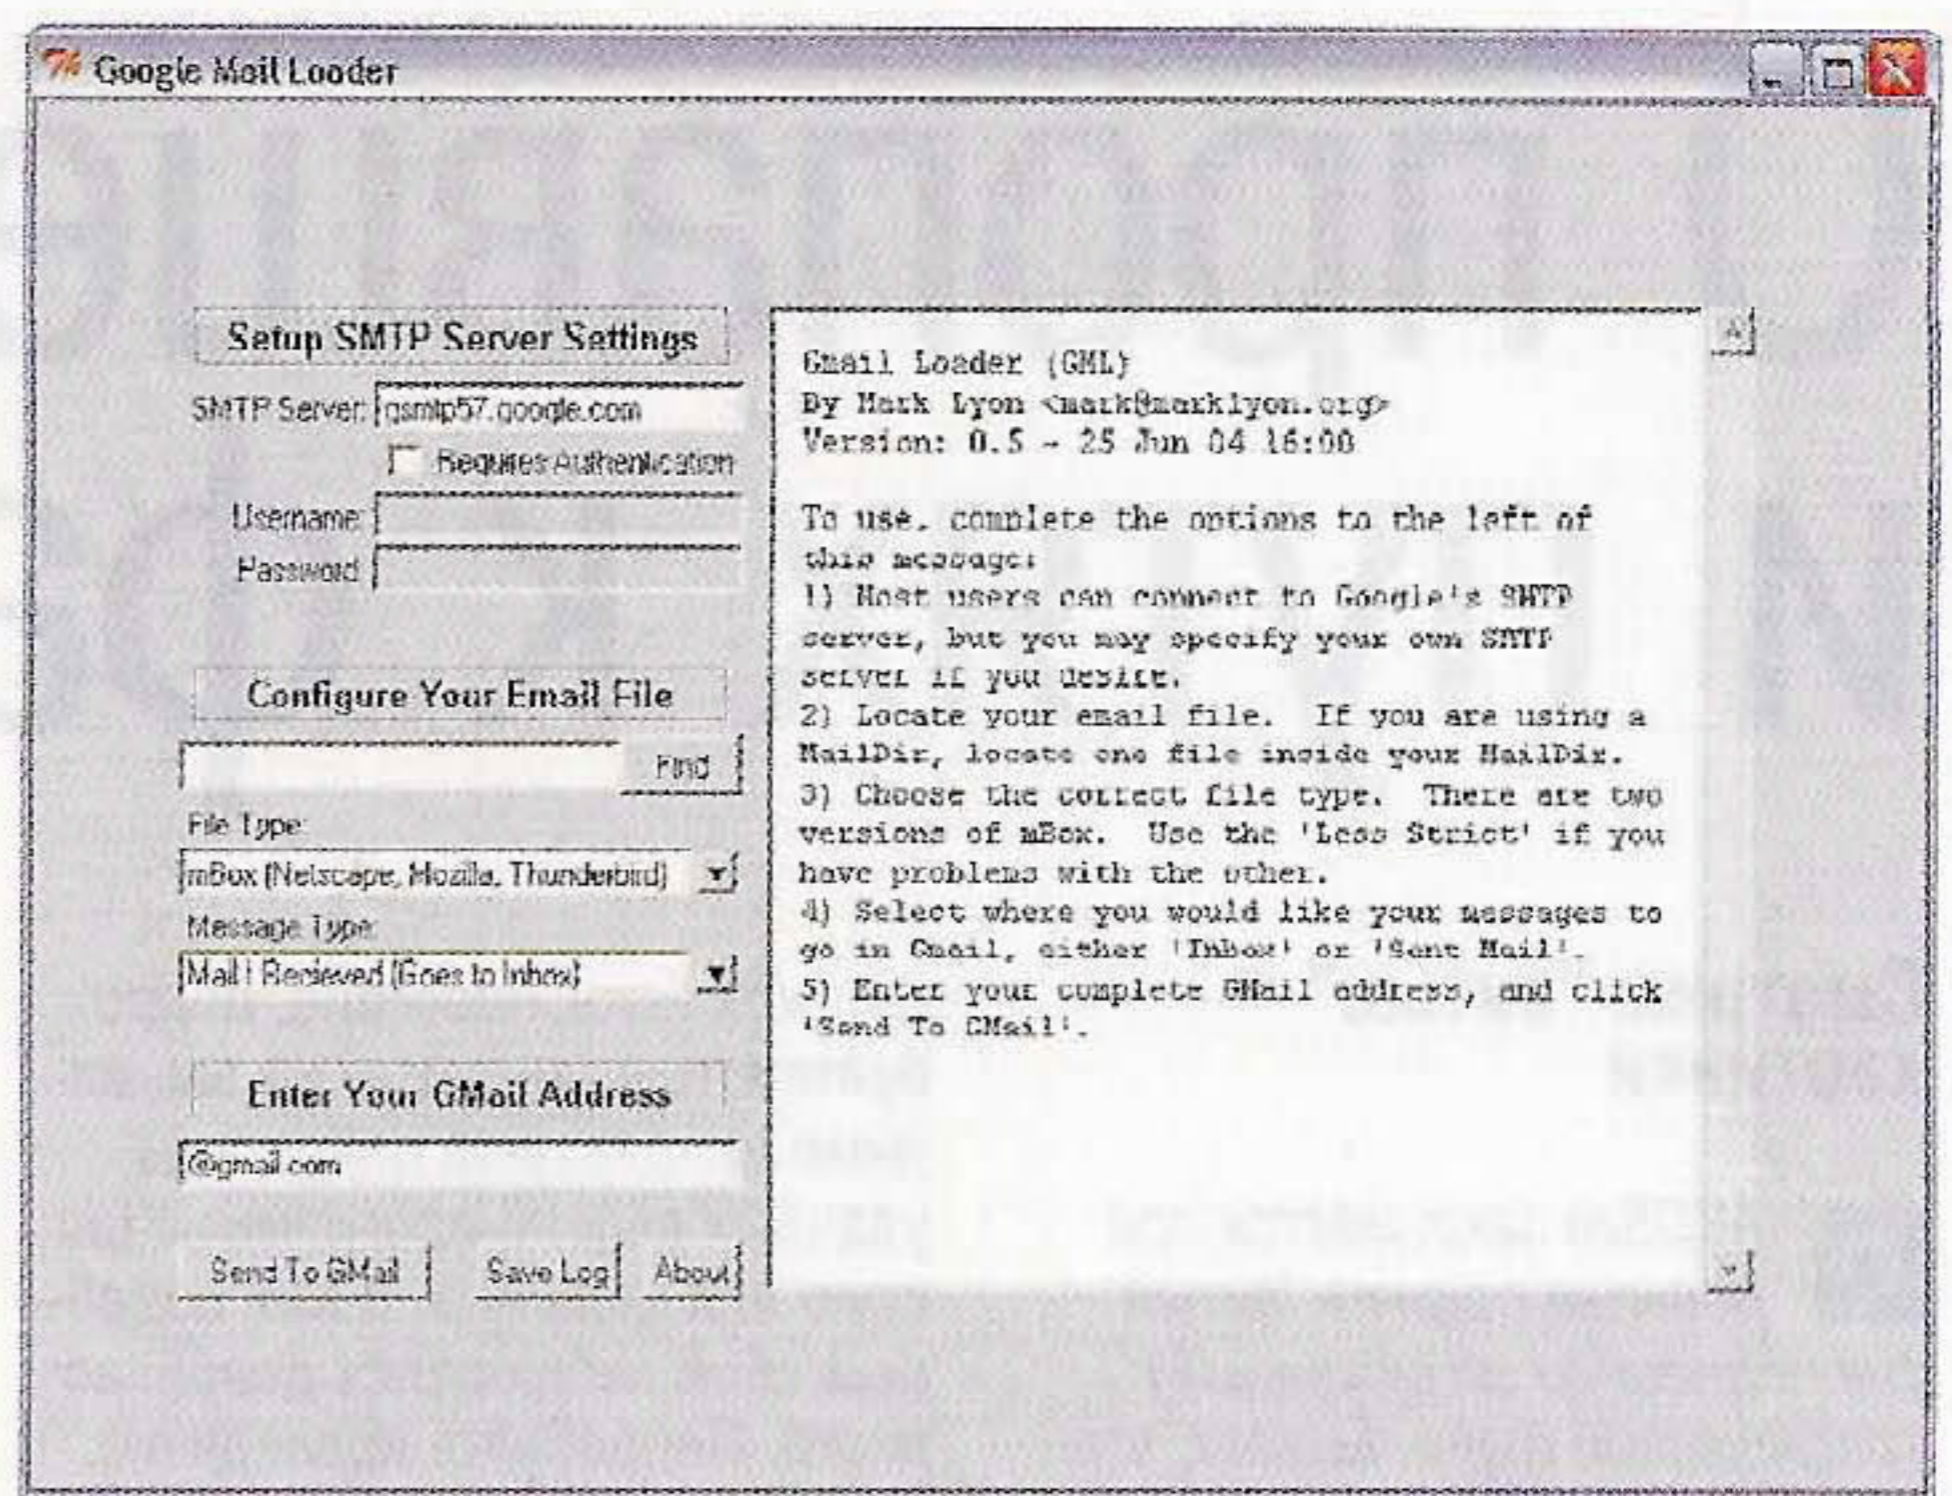 Google Mail Loader
Setup SMTP Server Settings
SMTP Server: gsmtp57.google.com
Requires Authentication
Username:
Password:
Configure Your Email File
Find
File Type:
mBox (Netscape, Mozilla, Thunderbird)
Message Type:
Mail I Recieved (Goes to Inbox)
Enter Your GMail Address
@gmail.com
Send To GMail
Save Log
About
Gmail Loader (GML)
By Mark Lyon <mark@marklyon.org>
Version: 0.5 - 25 Jun 04 16:00
To use, complete the options to the left of
this message:
1) Most users can connect to Google's SMTP
server, but you may specify your own SMTP
server if you desire.
2) Locate your email file. If you are using a
MailDir, locate one file inside your MailDir.
3) Choose the correct file type. There are two
versions of mBox. Use the 'Less Strict' if you
have problems with the other.
4) Select where you would like your messages to
go in Gmail, either 'Inbox' or 'Sent Mail'.
5) Enter your complete GMail address, and click
'Send To GMail'.